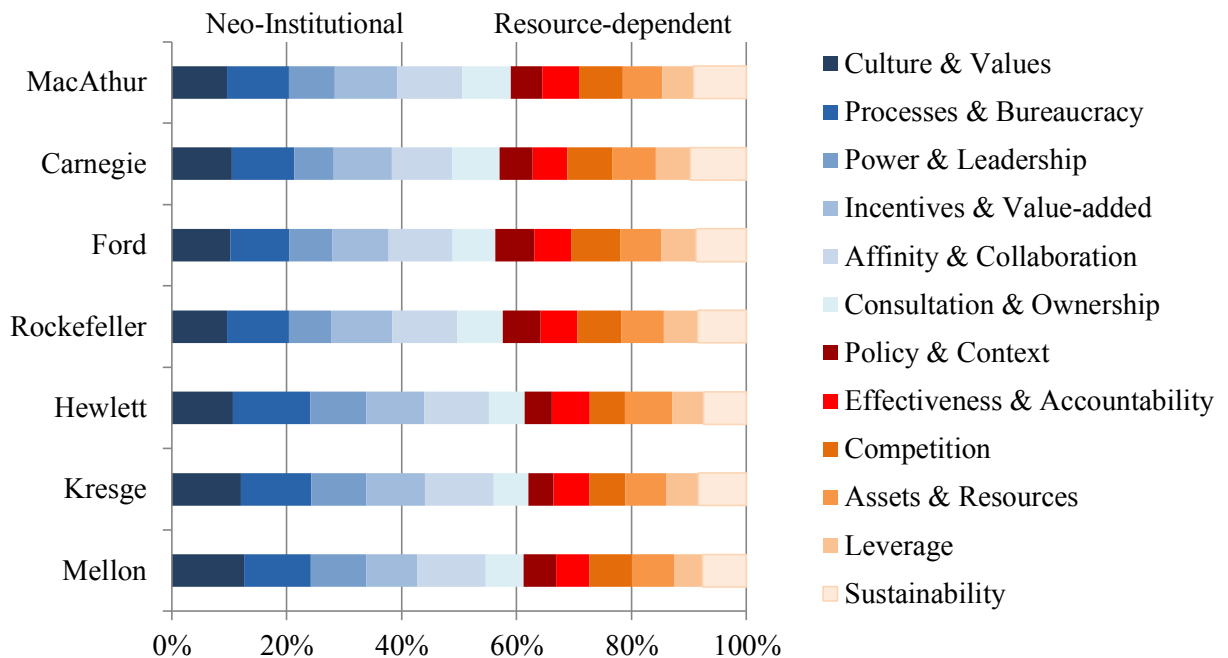 Neo-Institutional Resource-dependent
MacAthur
Carnegie
Ford
Rockefeller
Hewlett
Kresge
Mellon
0% 20% 40% 60% 80% 100%
Culture & Values
Processes & Bureaucracy
Power & Leadership
Incentives & Value-added
Affinity & Collaboration
Consultation & Ownership
Policy & Context
Effectiveness & Accountability
Competition
Assets & Resources
Leverage
Sustainability